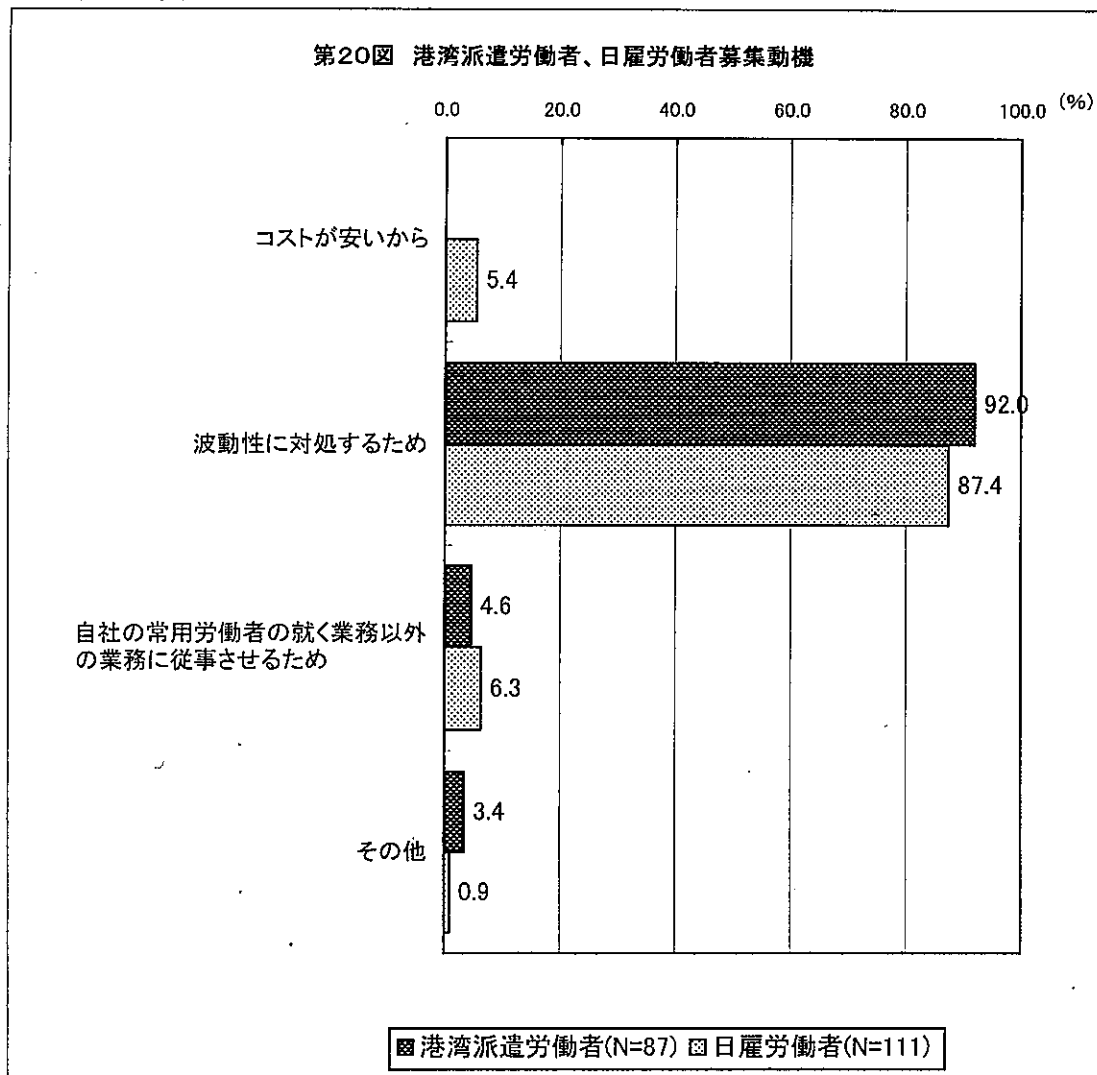 第20図 港湾派遣労働者、日雇労働者募集動機
0.0 20.0 40.0 60.0 80.0 100.0 (%)
コストが安いから
5.4
波動性に対処するため
92.0
87.4
自社の常用労働者の就く業務以外
の業務に従事させるため
4.6
6.3
その他
3.4
0.9
港湾派遣労働者(N=87) 日雇労働者(N=111)